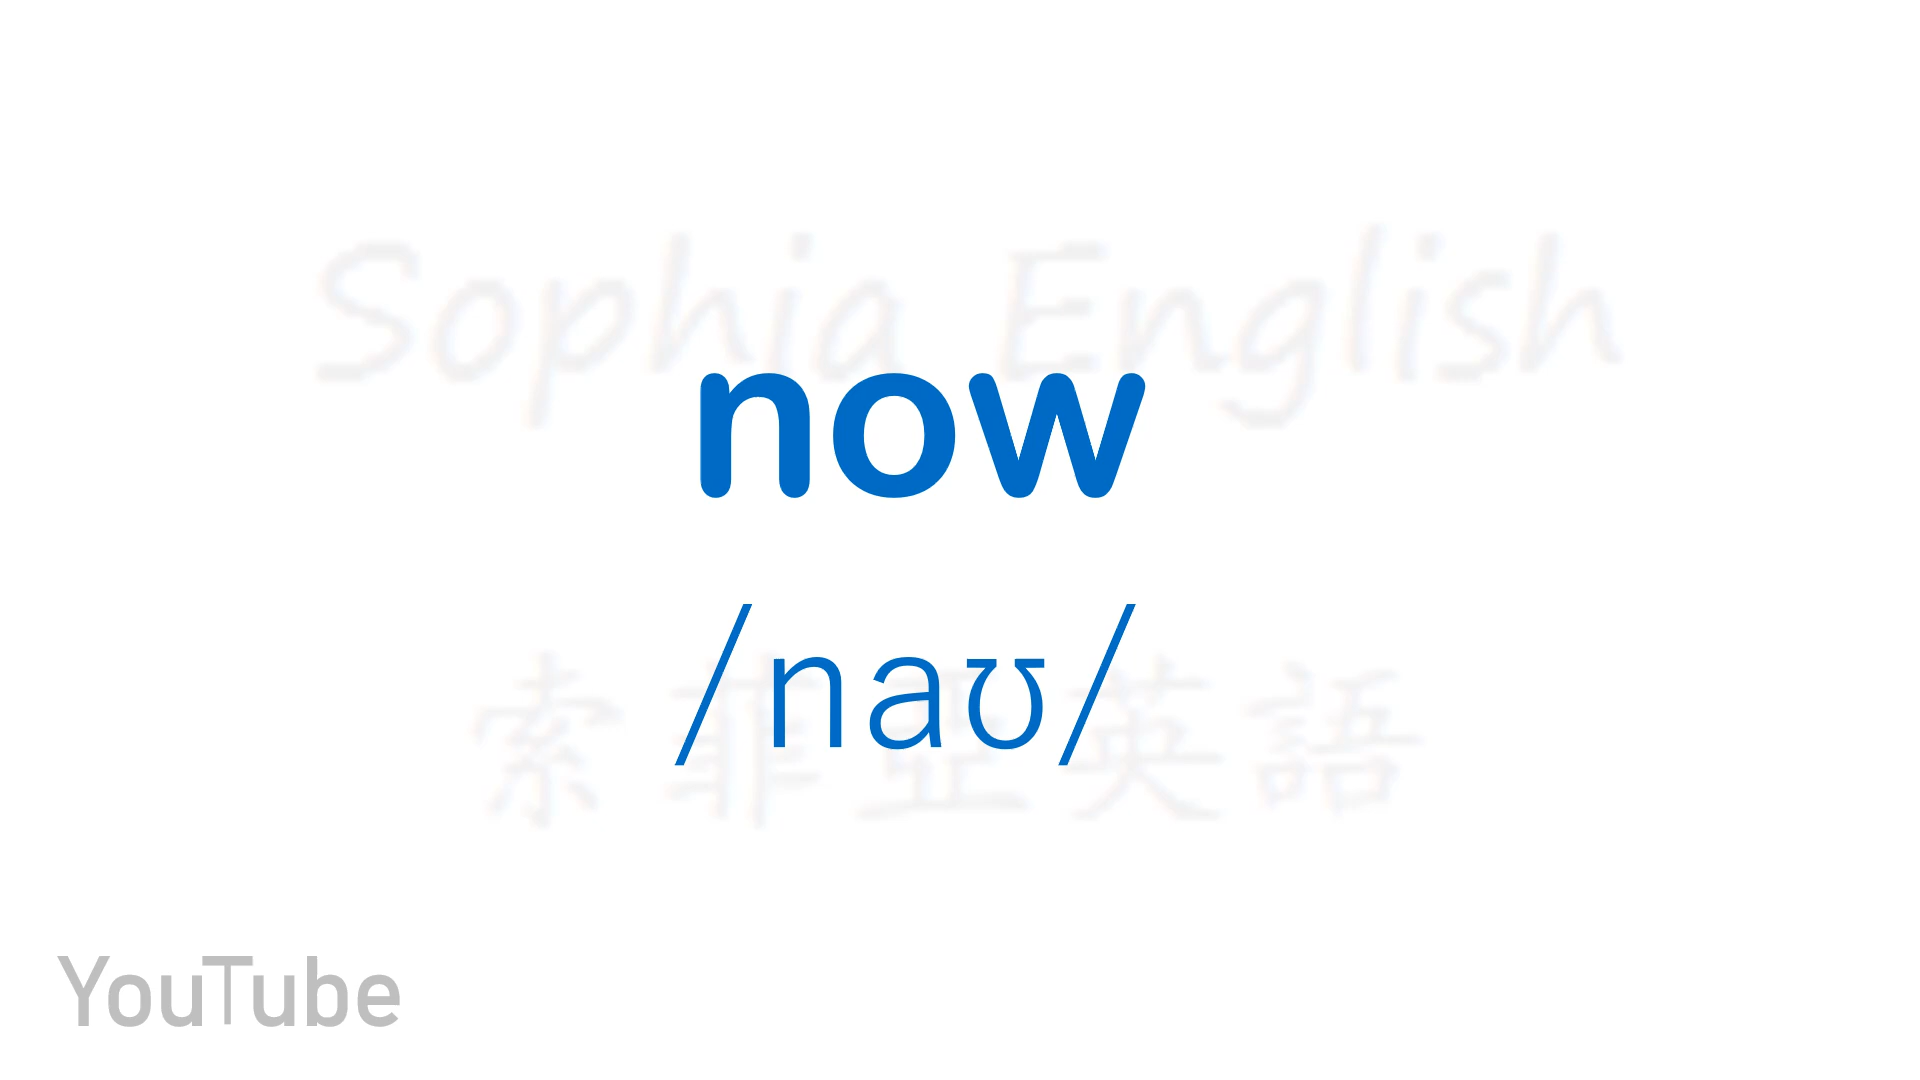 Sophia English
now
/naʊ/
索菲亞英語
YouTube